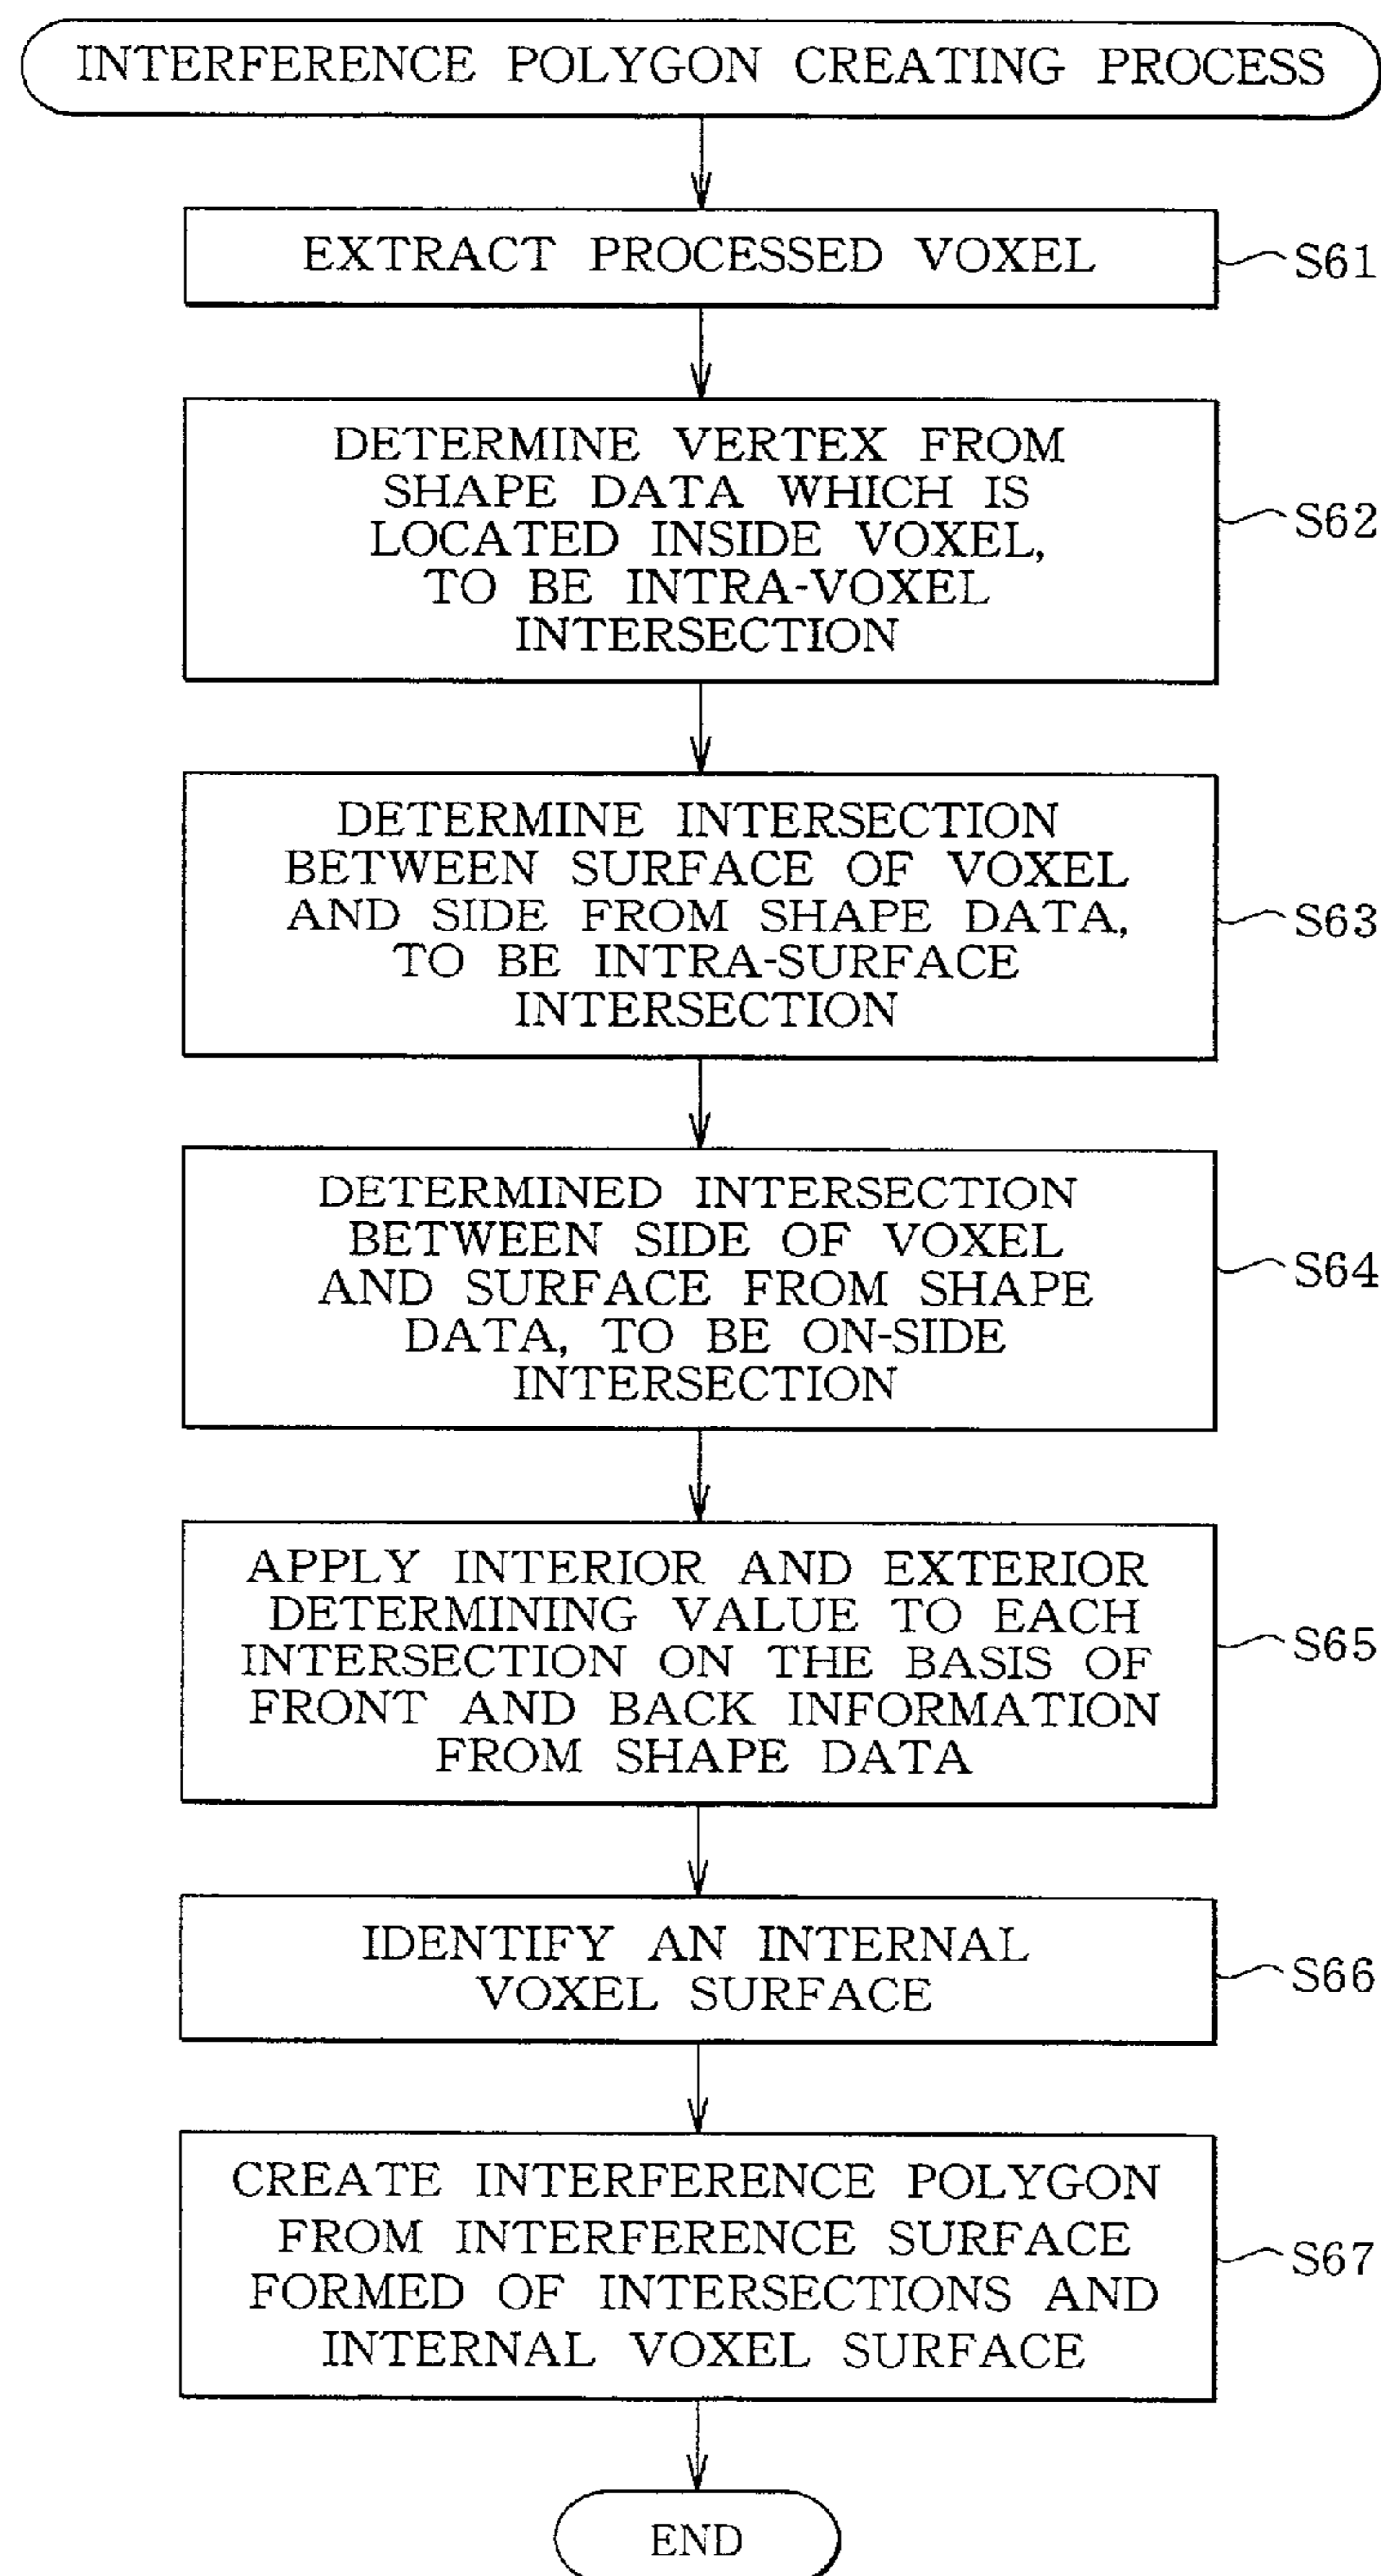 INTERFERENCE POLYGON CREATING PROCESS
EXTRACT PROCESSED VOXEL
S61
DETERMINE VERTEX FROM
SHAPE DATA WHICH IS
LOCATED INSIDE VOXEL,
TO BE INTRA-VOXEL
INTERSECTION
S62
DETERMINE INTERSECTION
BETWEEN SURFACE OF VOXEL
AND SIDE FROM SHAPE DATA,
TO BE INTRA-SURFACE
INTERSECTION
S63
DETERMINED INTERSECTION
BETWEEN SIDE OF VOXEL
AND SURFACE FROM SHAPE
DATA, TO BE ON-SIDE
INTERSECTION
S64
APPLY INTERIOR AND EXTERIOR
DETERMINING VALUE TO EACH
INTERSECTION ON THE BASIS OF
FRONT AND BACK INFORMATION
FROM SHAPE DATA
S65
IDENTIFY AN INTERNAL
VOXEL SURFACE
S66
CREATE INTERFERENCE POLYGON
FROM INTERFERENCE SURFACE
FORMED OF INTERSECTIONS AND
INTERNAL VOXEL SURFACE
S67
END